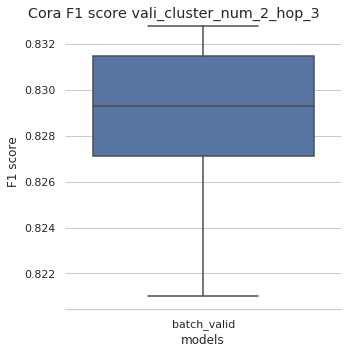 Cora F1 score vali_cluster_num_2_hop_3
0.832
0.830
0.828
0.826
0.824
0.822
F1 score
batch_valid
models